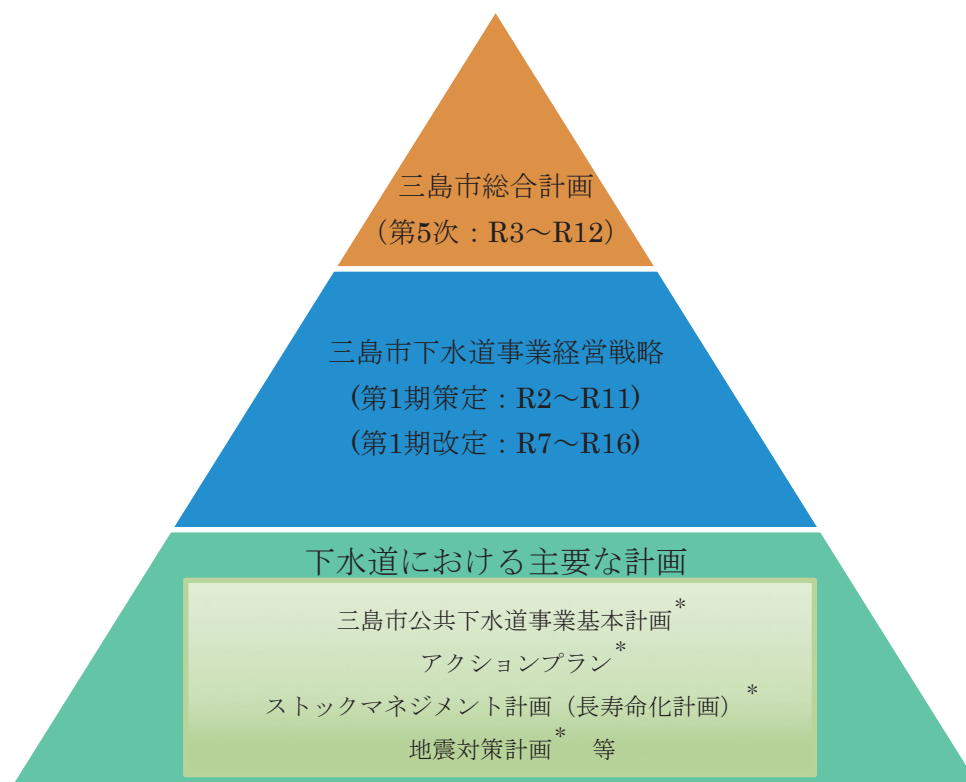 三島市総合計画
（第5次：R3～R12）
三島市下水道事業経営戦略
(第1期策定：R2～R11)
(第1期改定：R7～R16)
下水道における主要な計画
三島市公共下水道事業基本計画*
アクションプラン*
ストックマネジメント計画（長寿命化計画）*
地震対策計画*　等